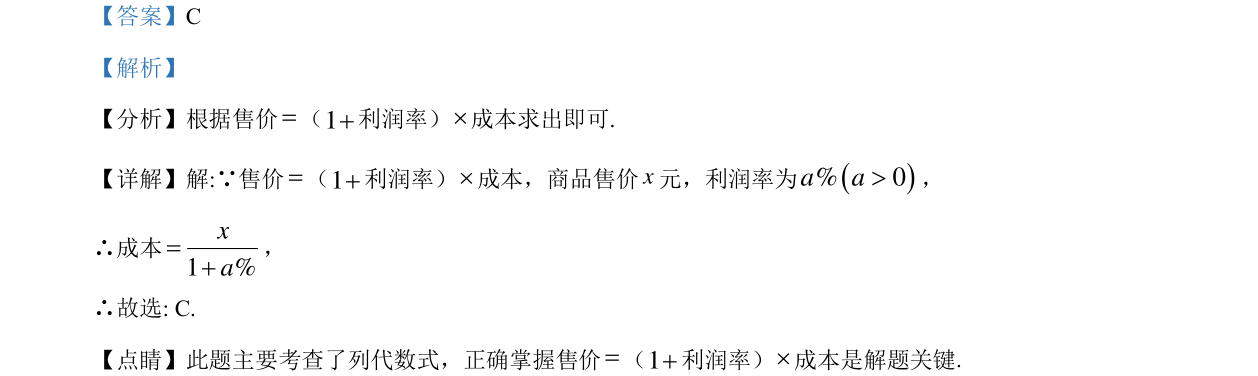 【答案】C
【解析】
【分析】根据售价=（1+利润率）×成本求出即可.
【详解】解:∵售价=（1+利润率）×成本，商品售价x元，利润率为a%(a>0)，
∴成本=x/(1+a%)，
∴故选: C.
【点睛】此题主要考查了列代数式，正确掌握售价=（1+利润率）×成本是解题关键.